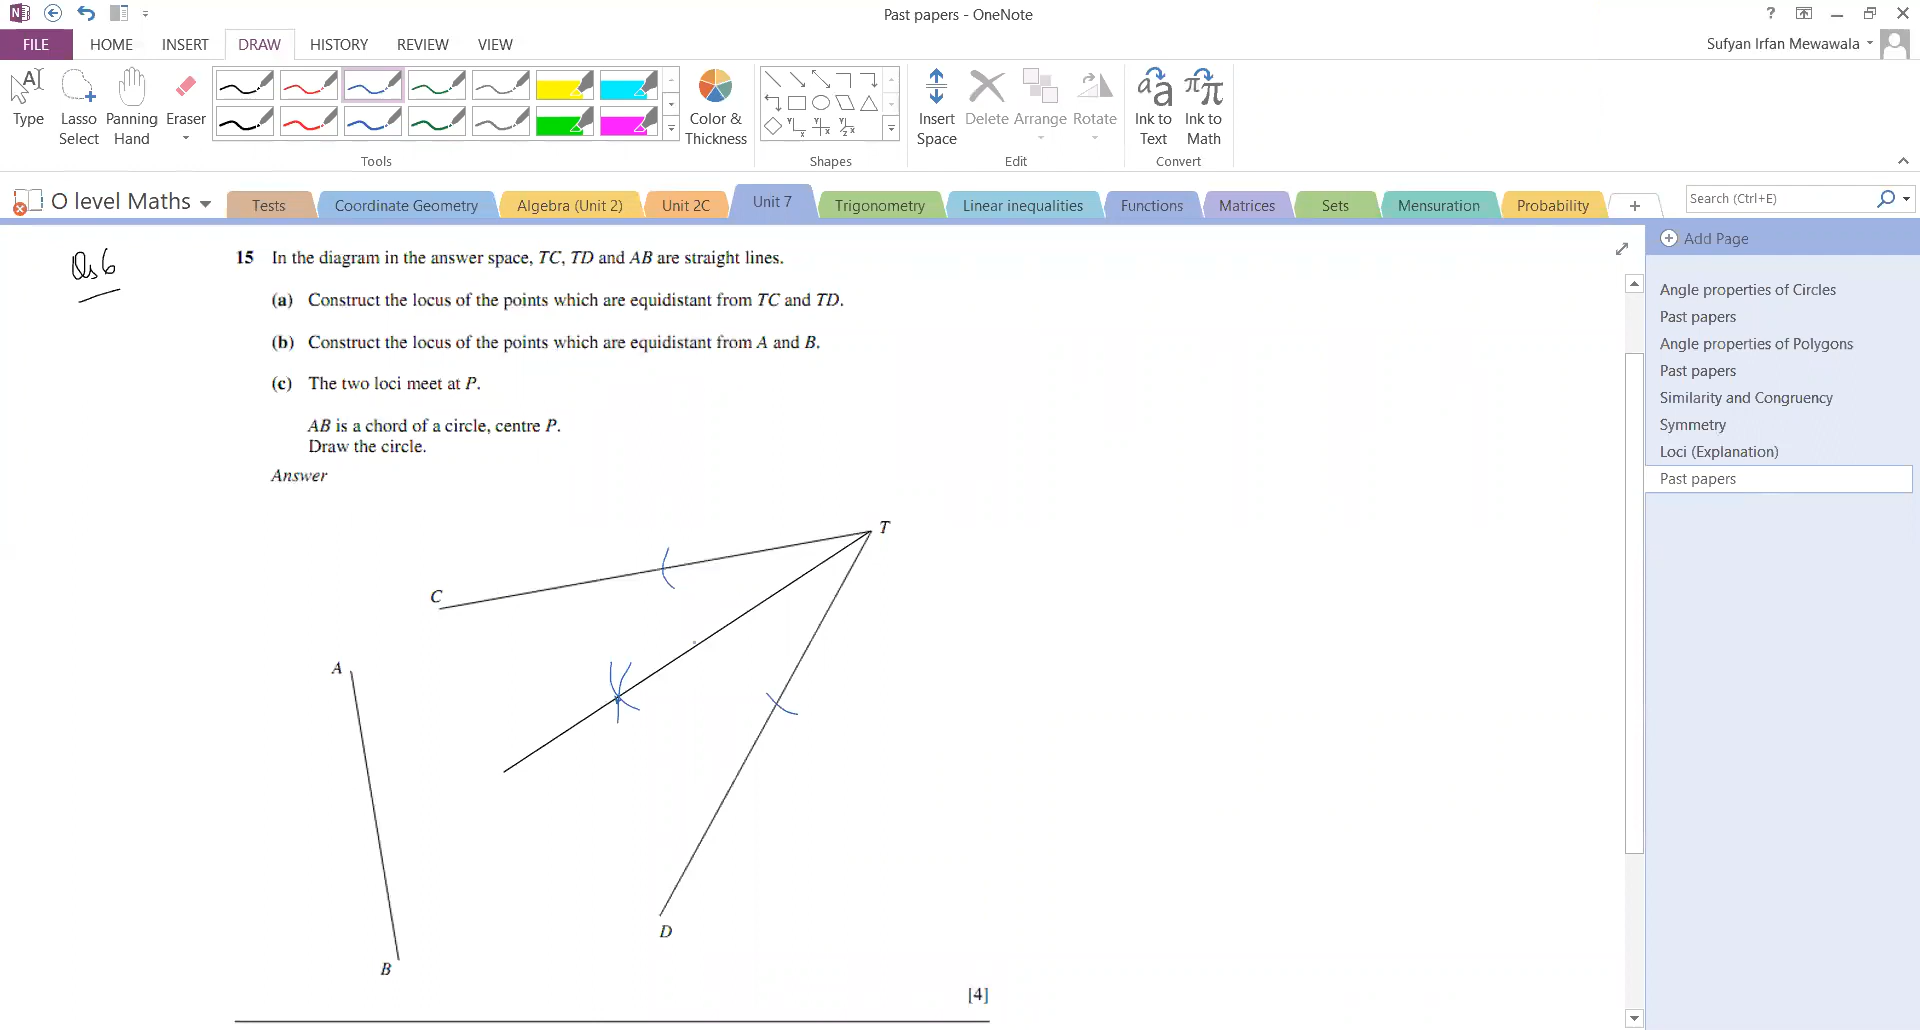 Past papers - OneNote
FILE HOME INSERT DRAW HISTORY REVIEW VIEW
Sufyan Irfan Mewawala
Type
Lasso Select
Panning Hand
Eraser
Color & Thickness
Insert Space
Delete
Arrange
Rotate
Ink to Text
Ink to Math
Tools
Shapes
Edit
Convert
O level Maths
Tests Coordinate Geometry Algebra (Unit 2) Unit 2C Unit 7 Trigonometry Linear inequalities Functions Matrices Sets Mensuration Probability
Search (Ctrl+E)
Add Page
Angle properties of Circles
Past papers
Angle properties of Polygons
Past papers
Similarity and Congruency
Symmetry
Loci (Explanation)
Past papers
Qs 6
15 In the diagram in the answer space, TC, TD and AB are straight lines.
(a) Construct the locus of the points which are equidistant from TC and TD.
(b) Construct the locus of the points which are equidistant from A and B.
(c) The two loci meet at P.
AB is a chord of a circle, centre P.
Draw the circle.
Answer
T
C
A
D
B
[4]